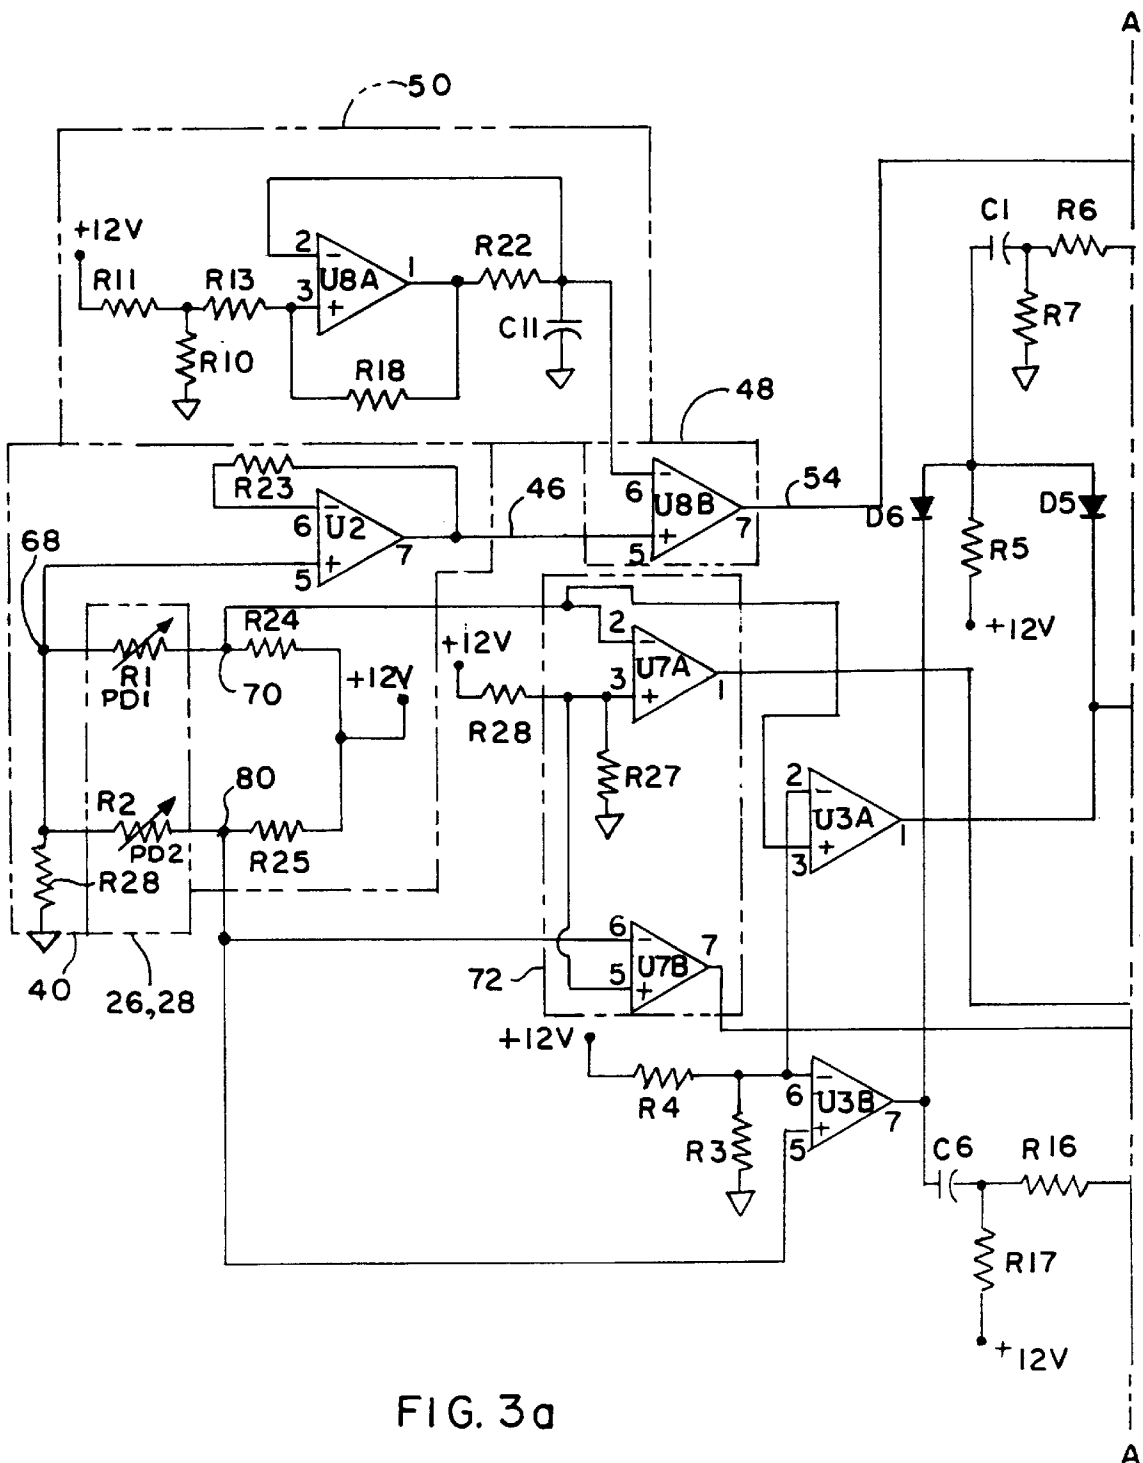 A
50
+12V
R11
R13
2
-
U8A
1
3
+
R22
R10
C11
R18
C1
R6
R7
48
R23
6
-
U2
46
7
5
+
6
-
U8B
54
7
5
+
D6
D5
R5
+12V
68
R24
R1
PD1
70
+12V
+12V
2
-
U7A
3
+
1
R28
R27
R2
80
PD2
R25
R28
2
-
U3A
1
3
+
40
26,28
72
6
-
7
U7B
5
+
+12V
R4
R3
6
-
U3B
7
5
+
C6
R16
R17
+12V
FIG. 3a
A